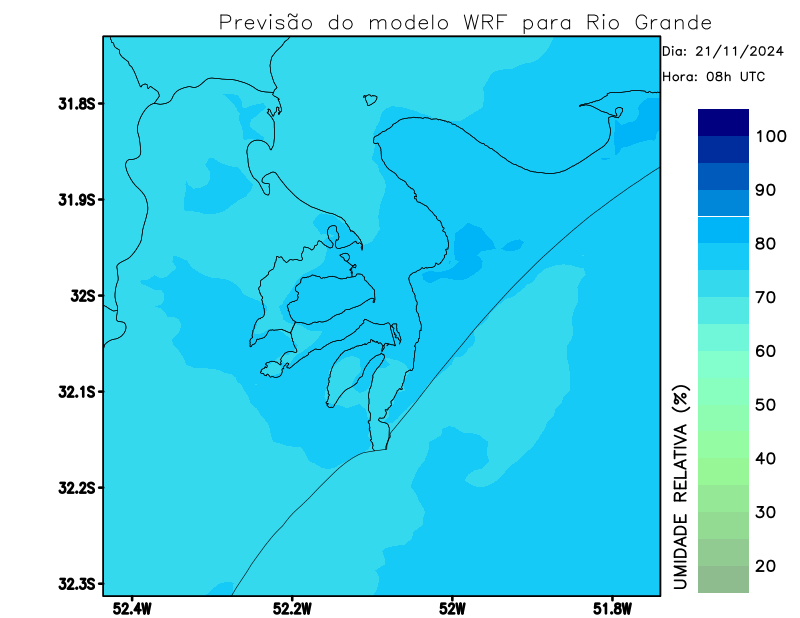 Previsão do modelo WRF para Rio Grande
Dia: 21/11/2024
Hora: 08h UTC
31.8S
31.9S
32S
32.1S
32.2S
32.3S
52.4W
52.2W
52W
51.8W
100
90
80
70
60
50
40
30
20
UMIDADE RELATIVA (%)